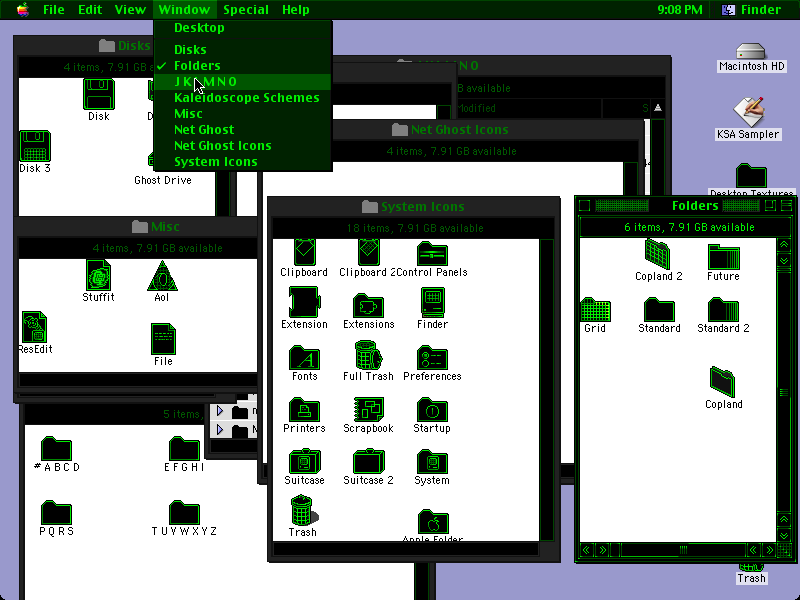 File Edit View Window Special Help 9:08 PM Finder
Desktop
Disks
Folders
Kaleidoscope Schemes
Misc
Net Ghost
Net Ghost Icons
System Icons
Disks
4 items, 7.91 GB
Disk
Disk 3
Ghost Drive
M N O
B available
Modified
Net Ghost Icons
4 items, 7.91 GB available
Macintosh HD
KSA Sampler
Desktop Textures
Misc
4 items, 7.91 GB available
Stuffit
Aol
ResEdit
File
System Icons
18 items, 7.91 GB available
Clipboard
Clipboard 2
Control Panels
Extension
Extensions
Finder
Fonts
Full Trash
Preferences
Printers
Scrapbook
Startup
Suitcase
Suitcase 2
System
Trash
Apple Folder
Folders
6 items, 7.91 GB available
Copland 2
Future
Grid
Standard
Standard 2
Copland
5 items,
# A B C D
E F G H I
P Q R S
T U V W X Y Z
Trash